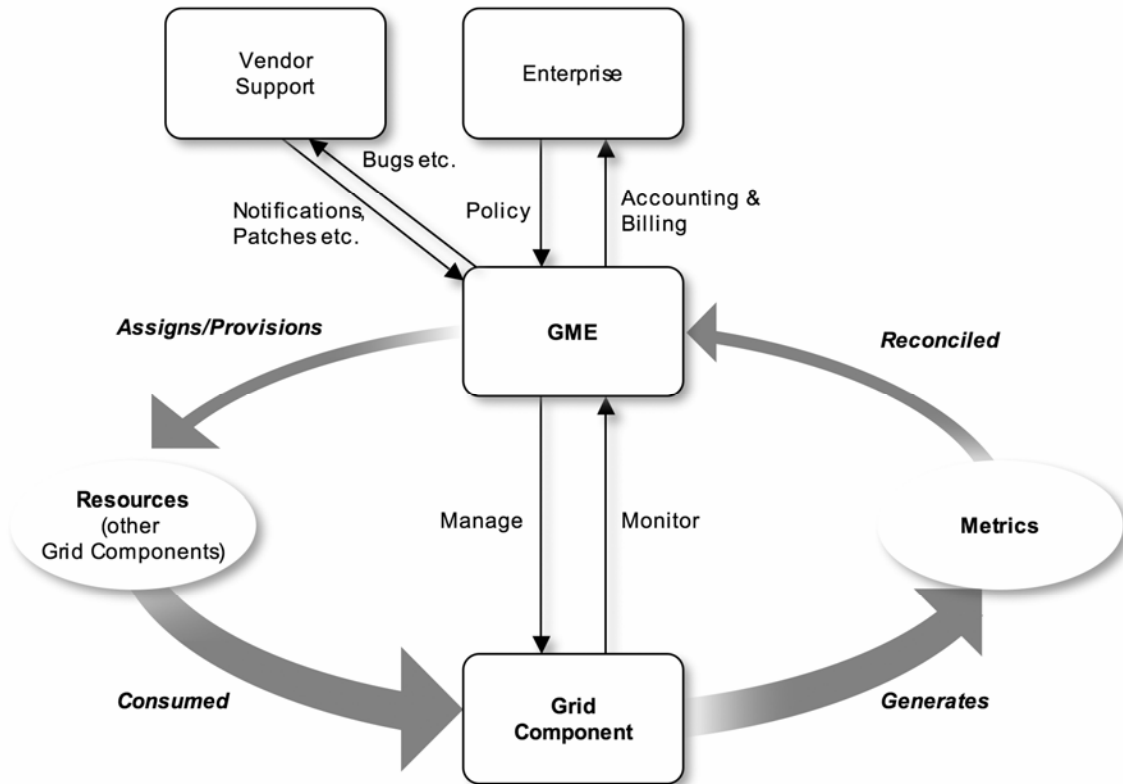 Vendor
Support
Enterprise
Bugs etc.
Notifications,
Patches etc.
Policy
Accounting &
Billing
Assigns/Provisions
GME
Reconciled
Resources
(other
Grid Components)
Manage
Monitor
Metrics
Consumed
Grid
Component
Generates